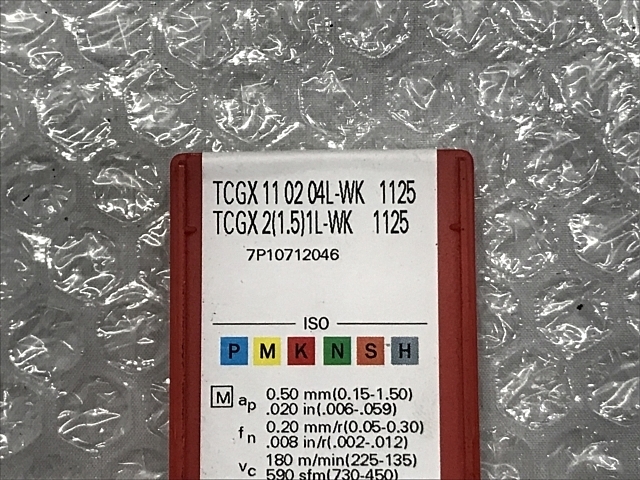 TCGX 11 02 04L-WK 1125
TCGX 2(1.5)1L-WK 1125
7P10712046
ISO
P M K N S H
M ap 0.50 mm(0.15-1.50)
.020 in(.006-.059)
fn 0.20 mm/r(0.05-0.30)
.008 in/r(.002-.012)
vc 180 m/min(225-135)
590 sfm(730-450)